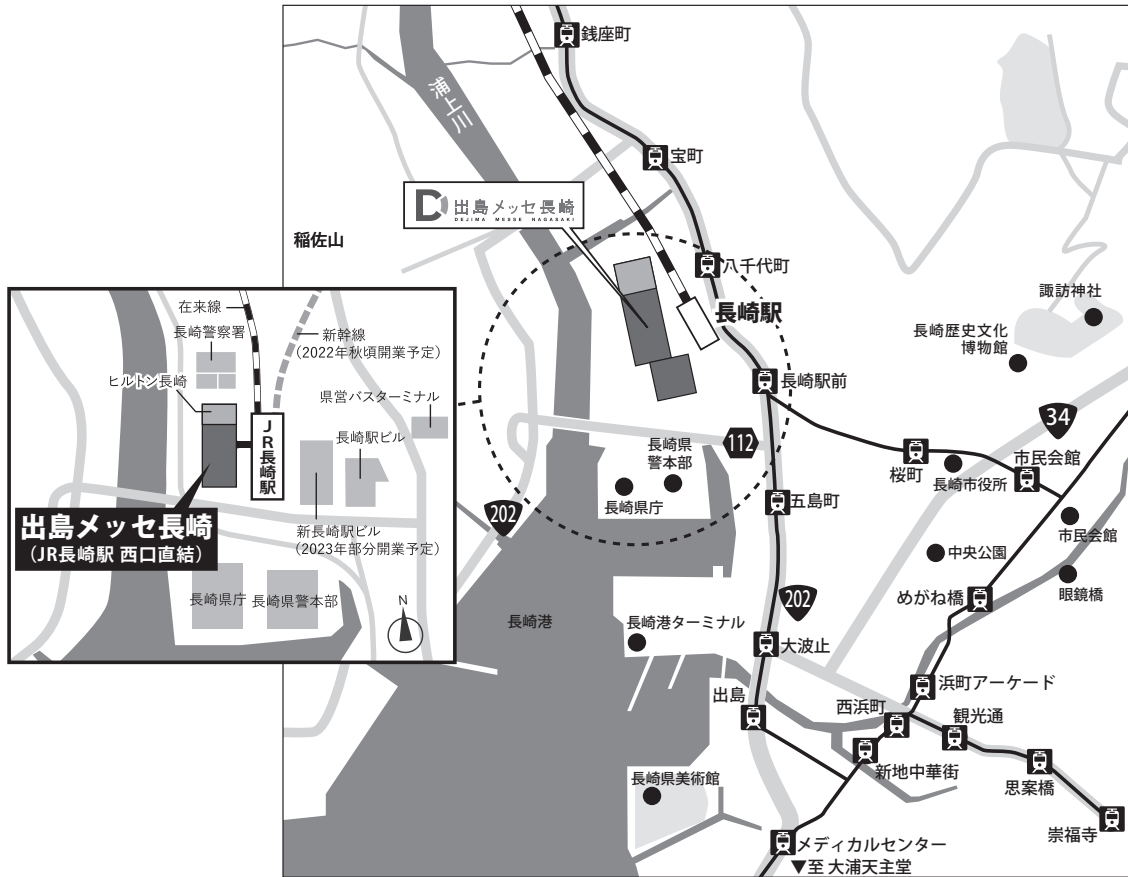 銭座町
浦上川
宝町
出島メッセ長崎
DEJIMA MESSE NAGASAKI
稲佐山
八千代町
長崎駅
諏訪神社
長崎歴史文化
博物館
長崎駅前
34
112
長崎県
警本部
長崎県庁
桜町
長崎市役所
市民会館
202
五島町
市民会館
中央公園
眼鏡橋
めがね橋
202
長崎港
長崎港ターミナル
大波止
出島
浜町アーケード
西浜町
観光通
新地中華街
思案橋
長崎県美術館
崇福寺
メディカルセンター
▼至 大浦天主堂
在来線
長崎警察署
新幹線
(2022年秋頃開業予定)
ヒルトン長崎
県営バスターミナル
JR長崎駅
長崎駅ビル
出島メッセ長崎
(JR長崎駅 西口直結)
新長崎駅ビル
(2023年部分開業予定)
長崎県庁
長崎県警本部
N